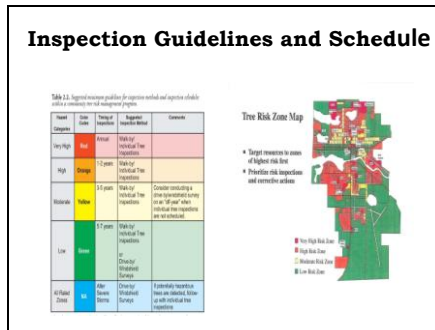 Inspection Guidelines and Schedule
Table 2.2. Suggested minimum guidelines for inspection methods and inspection schedules
within a community tree risk management program.
Hazard
Categories
Color
Codes
Timing of
Inspections
Suggested
Inspection Method
Comments
Very High
Red
Annual
Walk-by/
Individual Tree
Inspections
High
Orange
1-2 years
Walk-by/
Individual Tree
Inspections
Moderate
Yellow
3-5 years
Walk-by/
Individual Tree
Inspections
Consider conducting a
drive-by/windshield survey
on an "off-year" when
individual tree inspections
are not scheduled.
Low
Green
5-7 years
Walk-by/
Individual Tree
Inspections
or
Drive-by/
Windshield
Surveys
All Rated
Zones
NA
After
Severe
Storms
Drive-by/
Windshield
Surveys
If potentially hazardous
trees are detected, follow
up with individual tree
inspections
Tree Risk Zone Map
Target resources to zones
of highest risk first
Prioritize risk inspections
and corrective actions
Very High Risk Zone
High Risk Zone
Moderate Risk Zone
Low Risk Zone